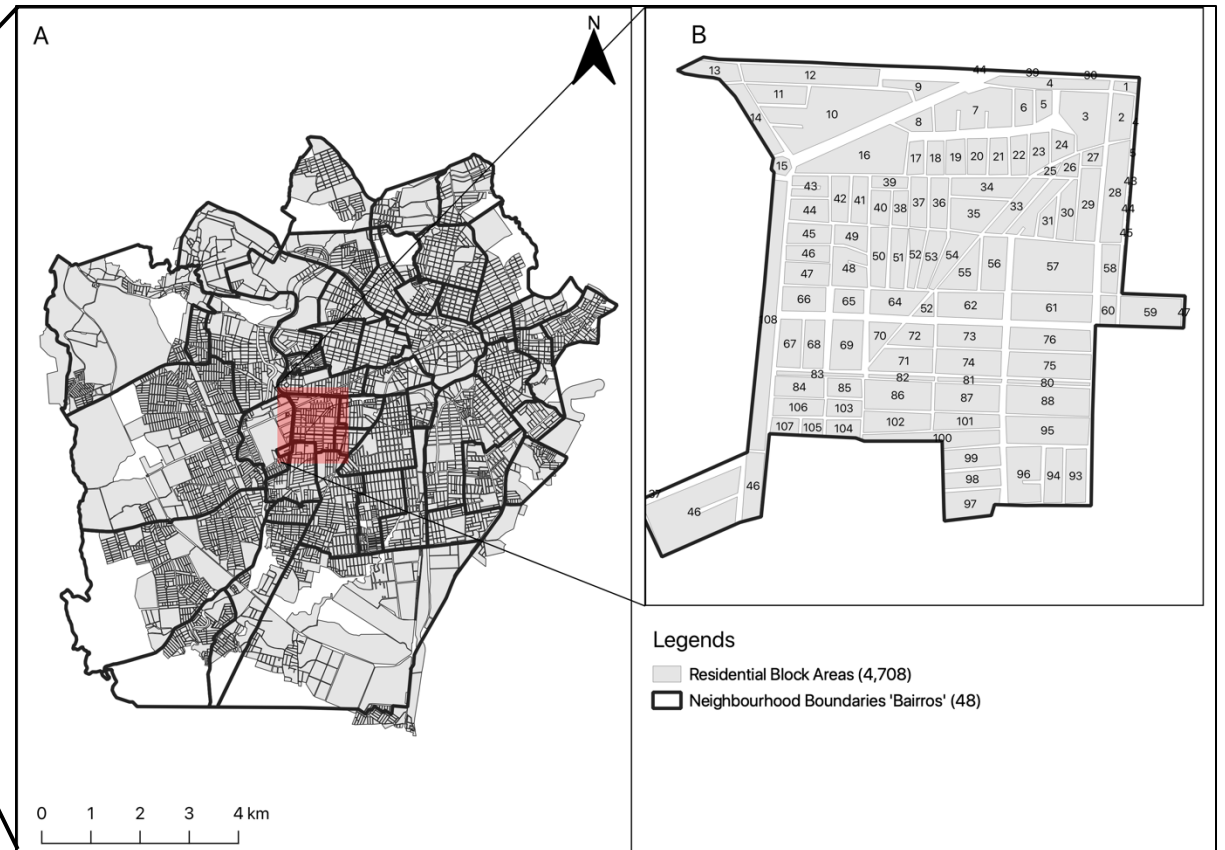 A
N
B
44 39 80
13 12 4 1
11 9
10 7 6 5 3 2 4
14 8
16 17 18 19 20 21 22 23 24 27 5
15 25 26
43 39 34 28 43
42 41 40 38 37 36 33 29
44 35 31 30 44
45 49 45
46 50 51 52 53 54 56 57
47 48 55 58
66 65 64 52 62 61 60 59 47
08
67 68 69 70 72 73 76
71 74 75
83 82 81 80
84 85 86 87 88
106 103
107 105 104 102 101 95
100
99
46 98 96 94 93
37
46 97
Legends
Residential Block Areas (4,708)
Neighbourhood Boundaries 'Bairros' (48)
0 1 2 3 4 km